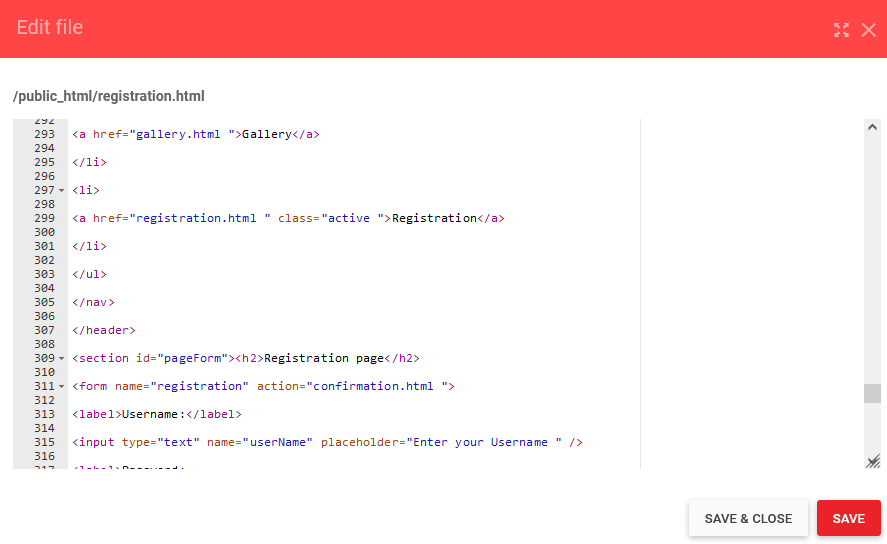 Edit file
/public_html/registration.html
292
293 <a href="gallery.html ">Gallery</a>
294
295 </li>
296
297 <li>
298
299 <a href="registration.html " class="active ">Registration</a>
300
301 </li>
302
303 </ul>
304
305 </nav>
306
307 </header>
308
309 <section id="pageForm"><h2>Registration page</h2>
310
311 <form name="registration" action="confirmation.html ">
312
313 <label>Username:</label>
314
315 <input type="text" name="userName" placeholder="Enter your Username " />
316
317 <label>Password:
SAVE & CLOSE
SAVE